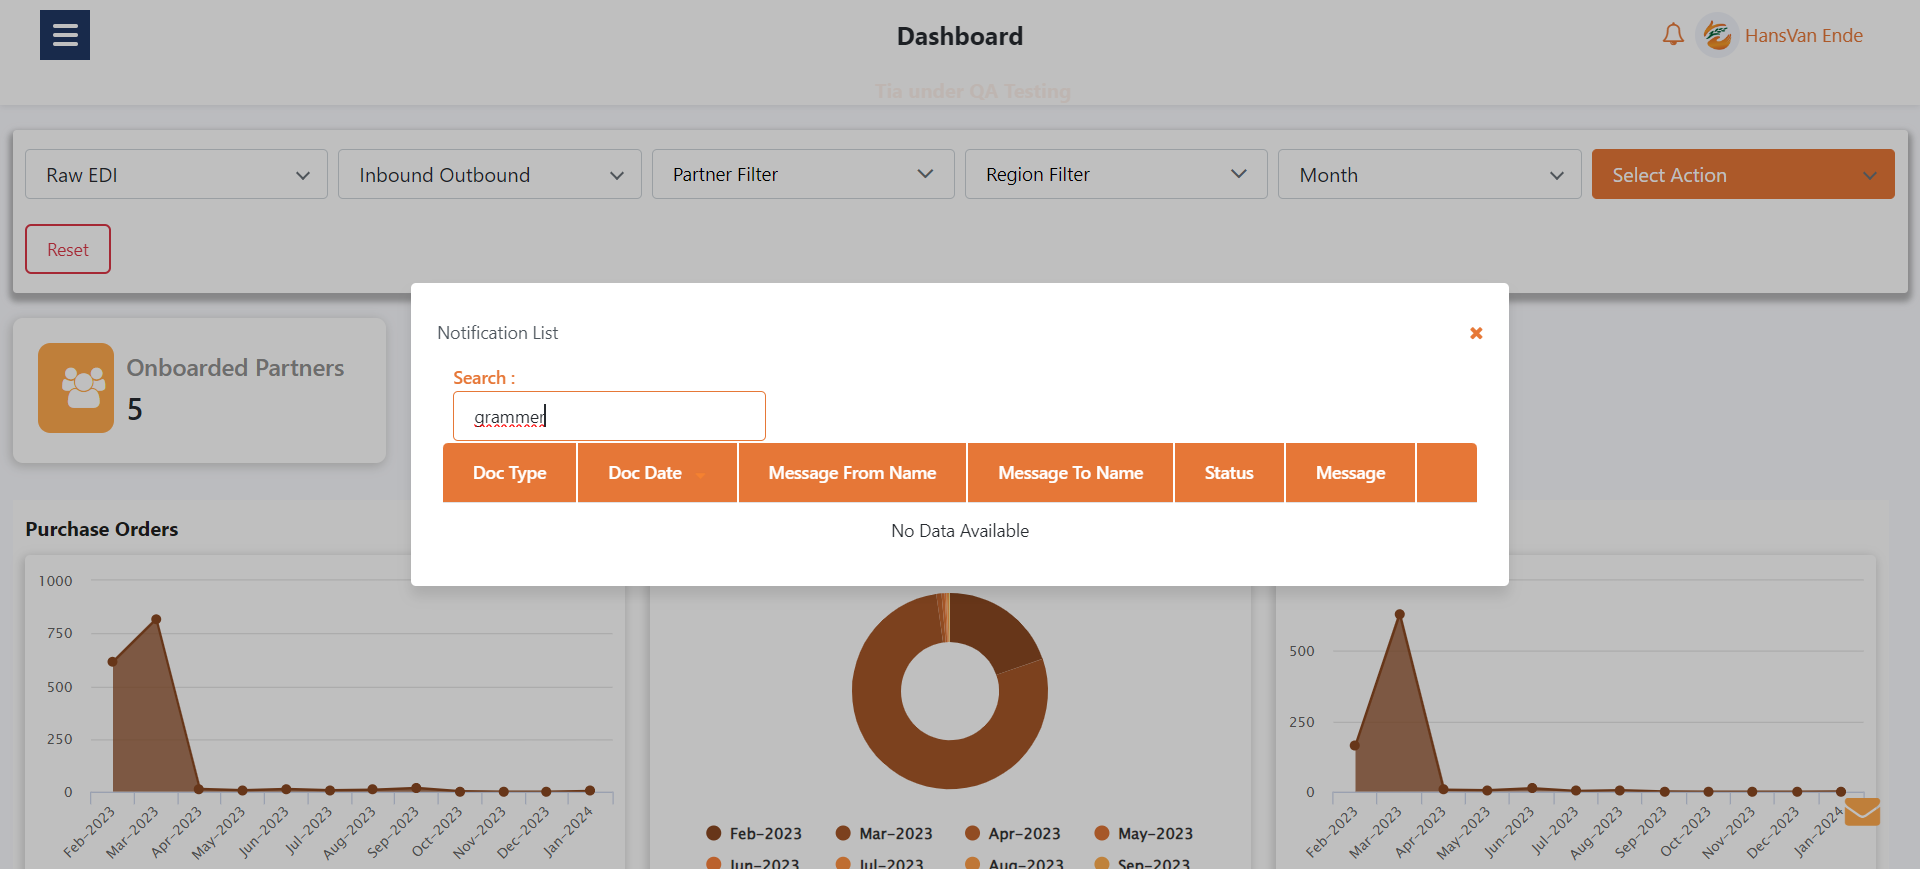 Dashboard
HansVan Ende
Tia under QA Testing
Raw EDI
Inbound Outbound
Partner Filter
Region Filter
Month
Select Action
Reset
Onboarded Partners
5
Notification List
Search :
grammer
Doc Type Doc Date Message From Name Message To Name Status Message
No Data Available
Purchase Orders
1000
750
500
250
0
Feb-2023 Mar-2023 Apr-2023 May-2023 Jun-2023 Jul-2023 Aug-2023 Sep-2023 Oct-2023 Nov-2023 Dec-2023 Jan-2024
Feb-2023 Mar-2023 Apr-2023 May-2023
Jun-2023 Jul-2023 Aug-2023 Sep-2023
500
250
0
Feb-2023 Mar-2023 Apr-2023 May-2023 Jun-2023 Jul-2023 Aug-2023 Sep-2023 Oct-2023 Nov-2023 Dec-2023 Jan-2024